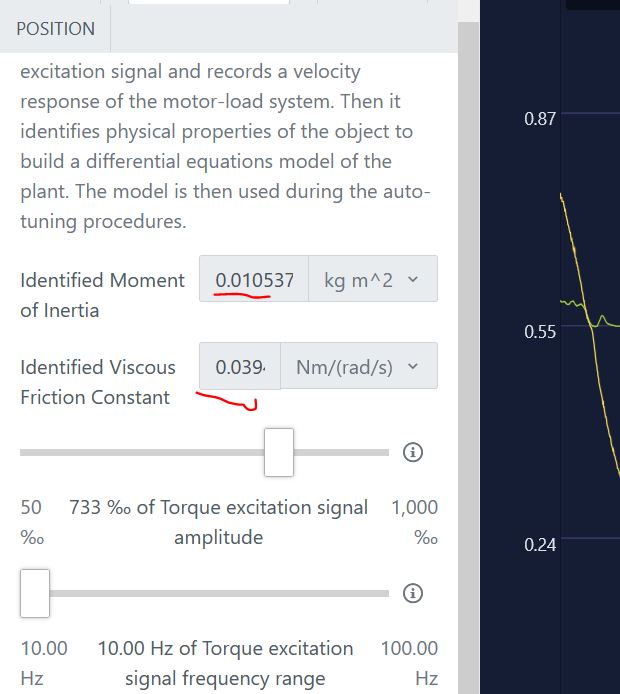 POSITION
excitation signal and records a velocity
response of the motor-load system. Then it
identifies physical properties of the object to
build a differential equations model of the
plant. The model is then used during the auto-
tuning procedures.
Identified Moment
of Inertia
0.010537
kg m^2
Identified Viscous
Friction Constant
0.039
Nm/(rad/s)
50
‰
733 ‰ of Torque excitation signal
amplitude
1,000
‰
10.00
Hz
10.00 Hz of Torque excitation
signal frequency range
100.00
Hz
0.87
0.55
0.24